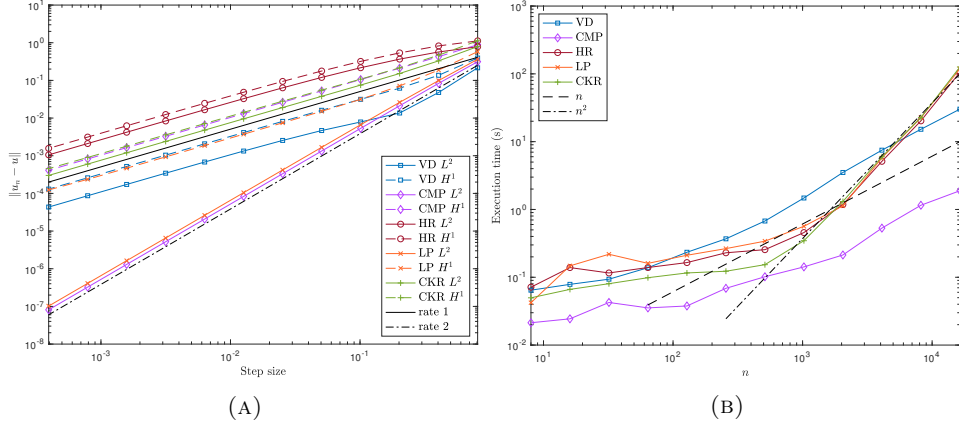 10^1
10^0
10^-1
10^-2
10^-3
10^-4
10^-5
10^-6
10^-7
10^-8
‖u_n − u‖
VD L^2
VD H^1
CMP L^2
CMP H^1
HR L^2
HR H^1
LP L^2
LP H^1
CKR L^2
CKR H^1
rate 1
rate 2
10^-3
10^-2
10^-1
Step size
(A)
10^3
10^2
10^1
10^0
10^-1
10^-2
Execution time (s)
VD
CMP
HR
LP
CKR
n
n^2
10^1
10^2
10^3
10^4
n
(B)